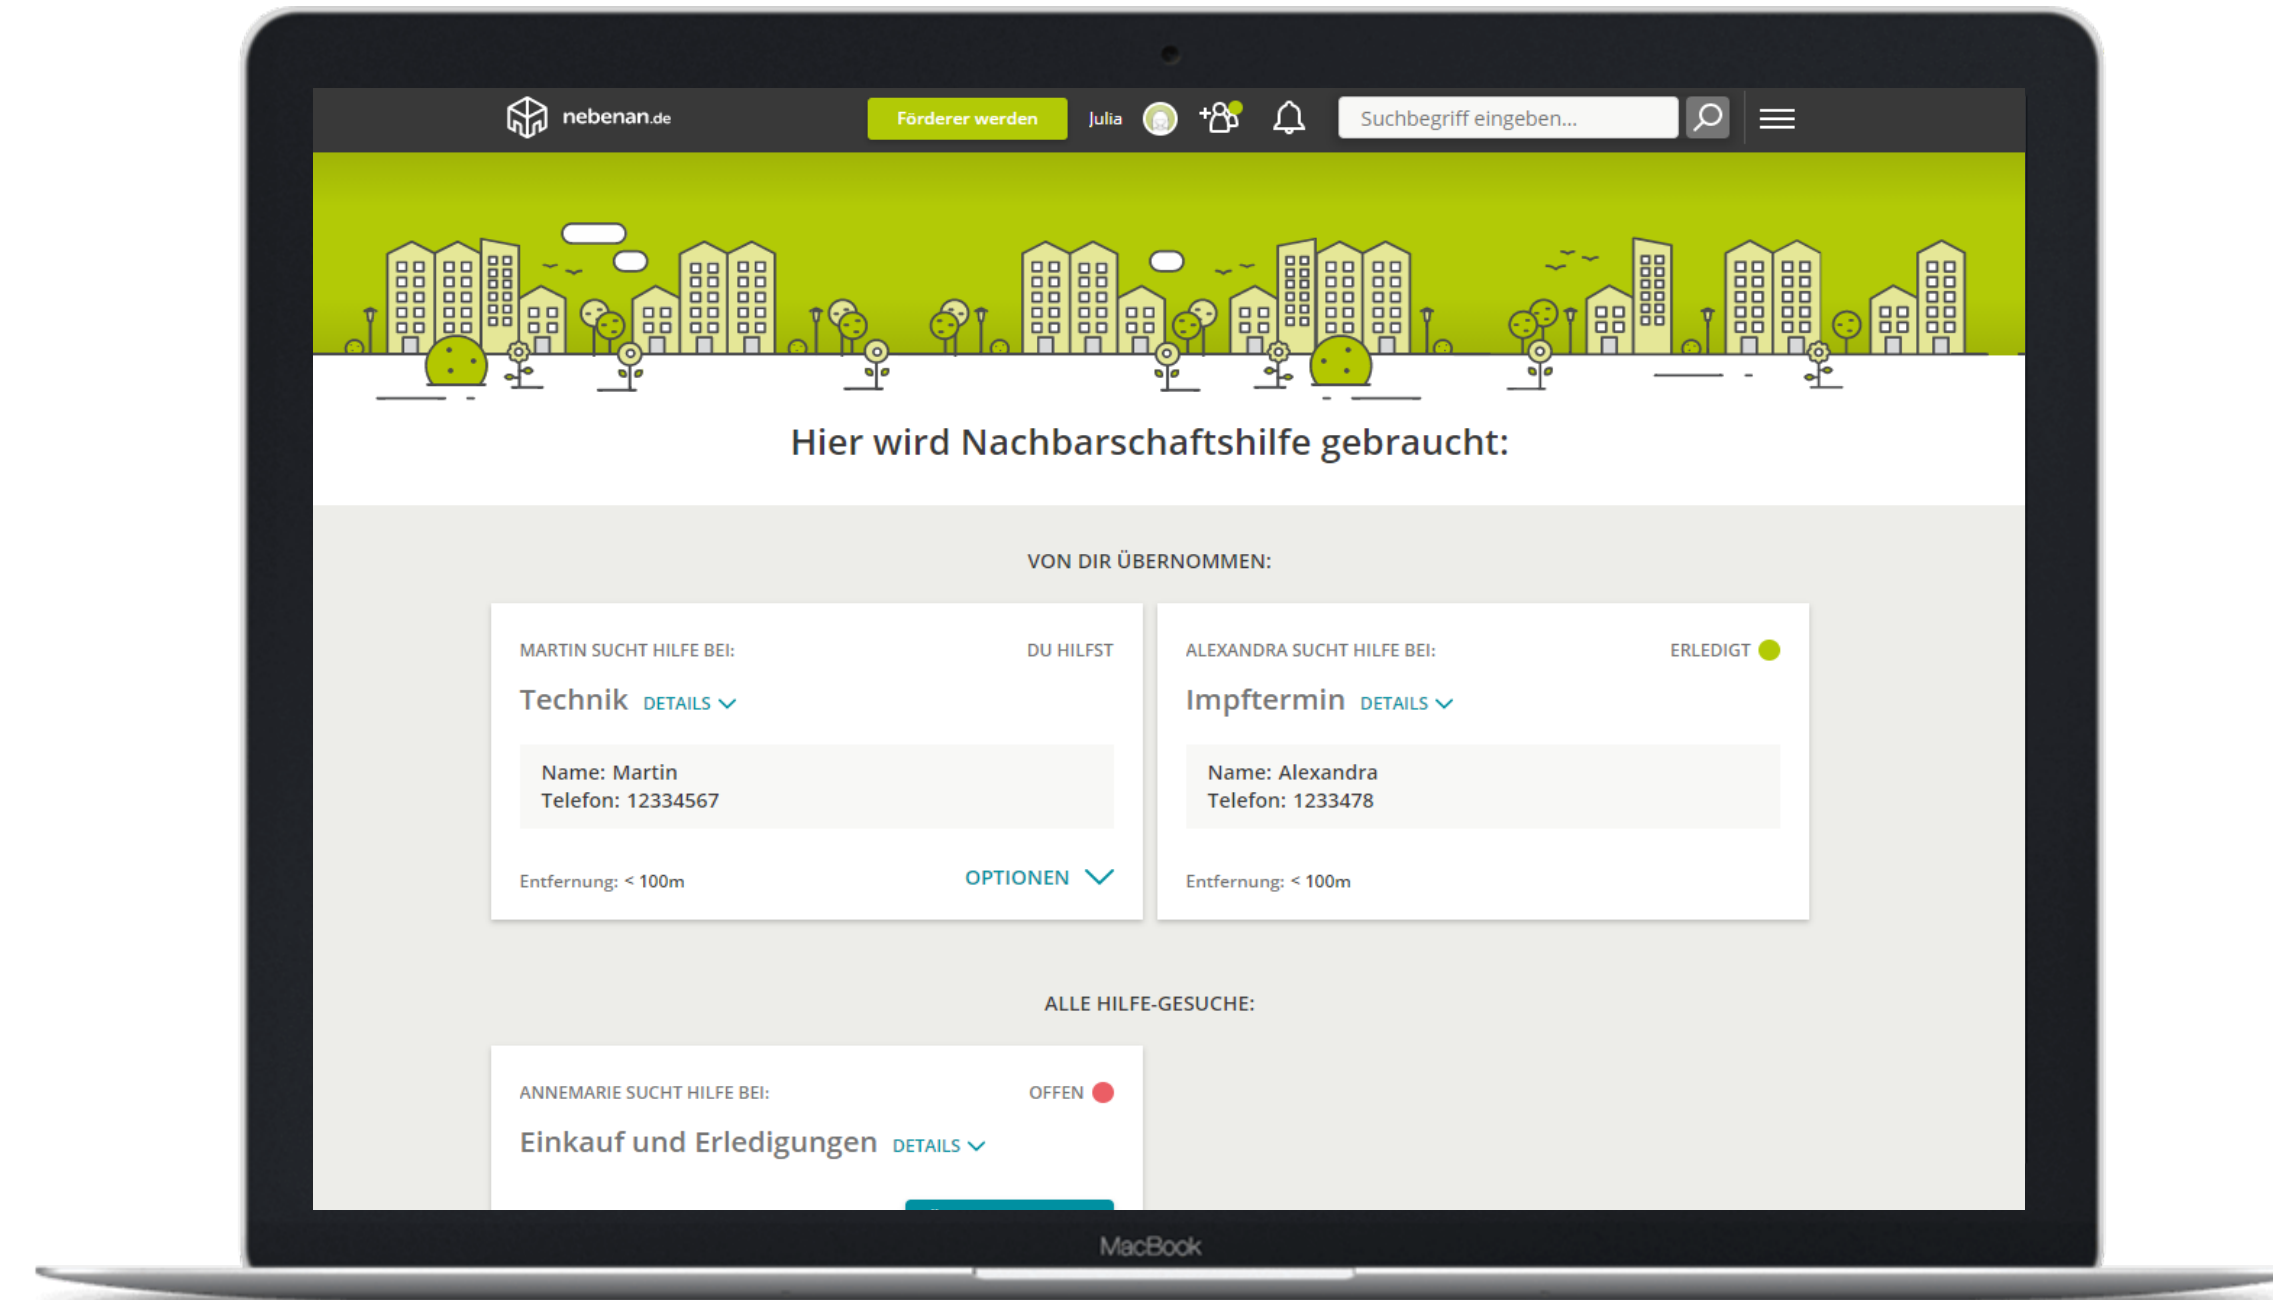 nebenan.de
Förderer werden
Julia
Suchbegriff eingeben...
Hier wird Nachbarschaftshilfe gebraucht:
VON DIR ÜBERNOMMEN:
MARTIN SUCHT HILFE BEI:
DU HILFST
Technik DETAILS
Name: Martin
Telefon: 12334567
Entfernung: < 100m
OPTIONEN
ALEXANDRA SUCHT HILFE BEI:
ERLEDIGT
Impftermin DETAILS
Name: Alexandra
Telefon: 1233478
Entfernung: < 100m
ALLE HILFE-GESUCHE:
ANNEMARIE SUCHT HILFE BEI:
OFFEN
Einkauf und Erledigungen DETAILS
MacBook